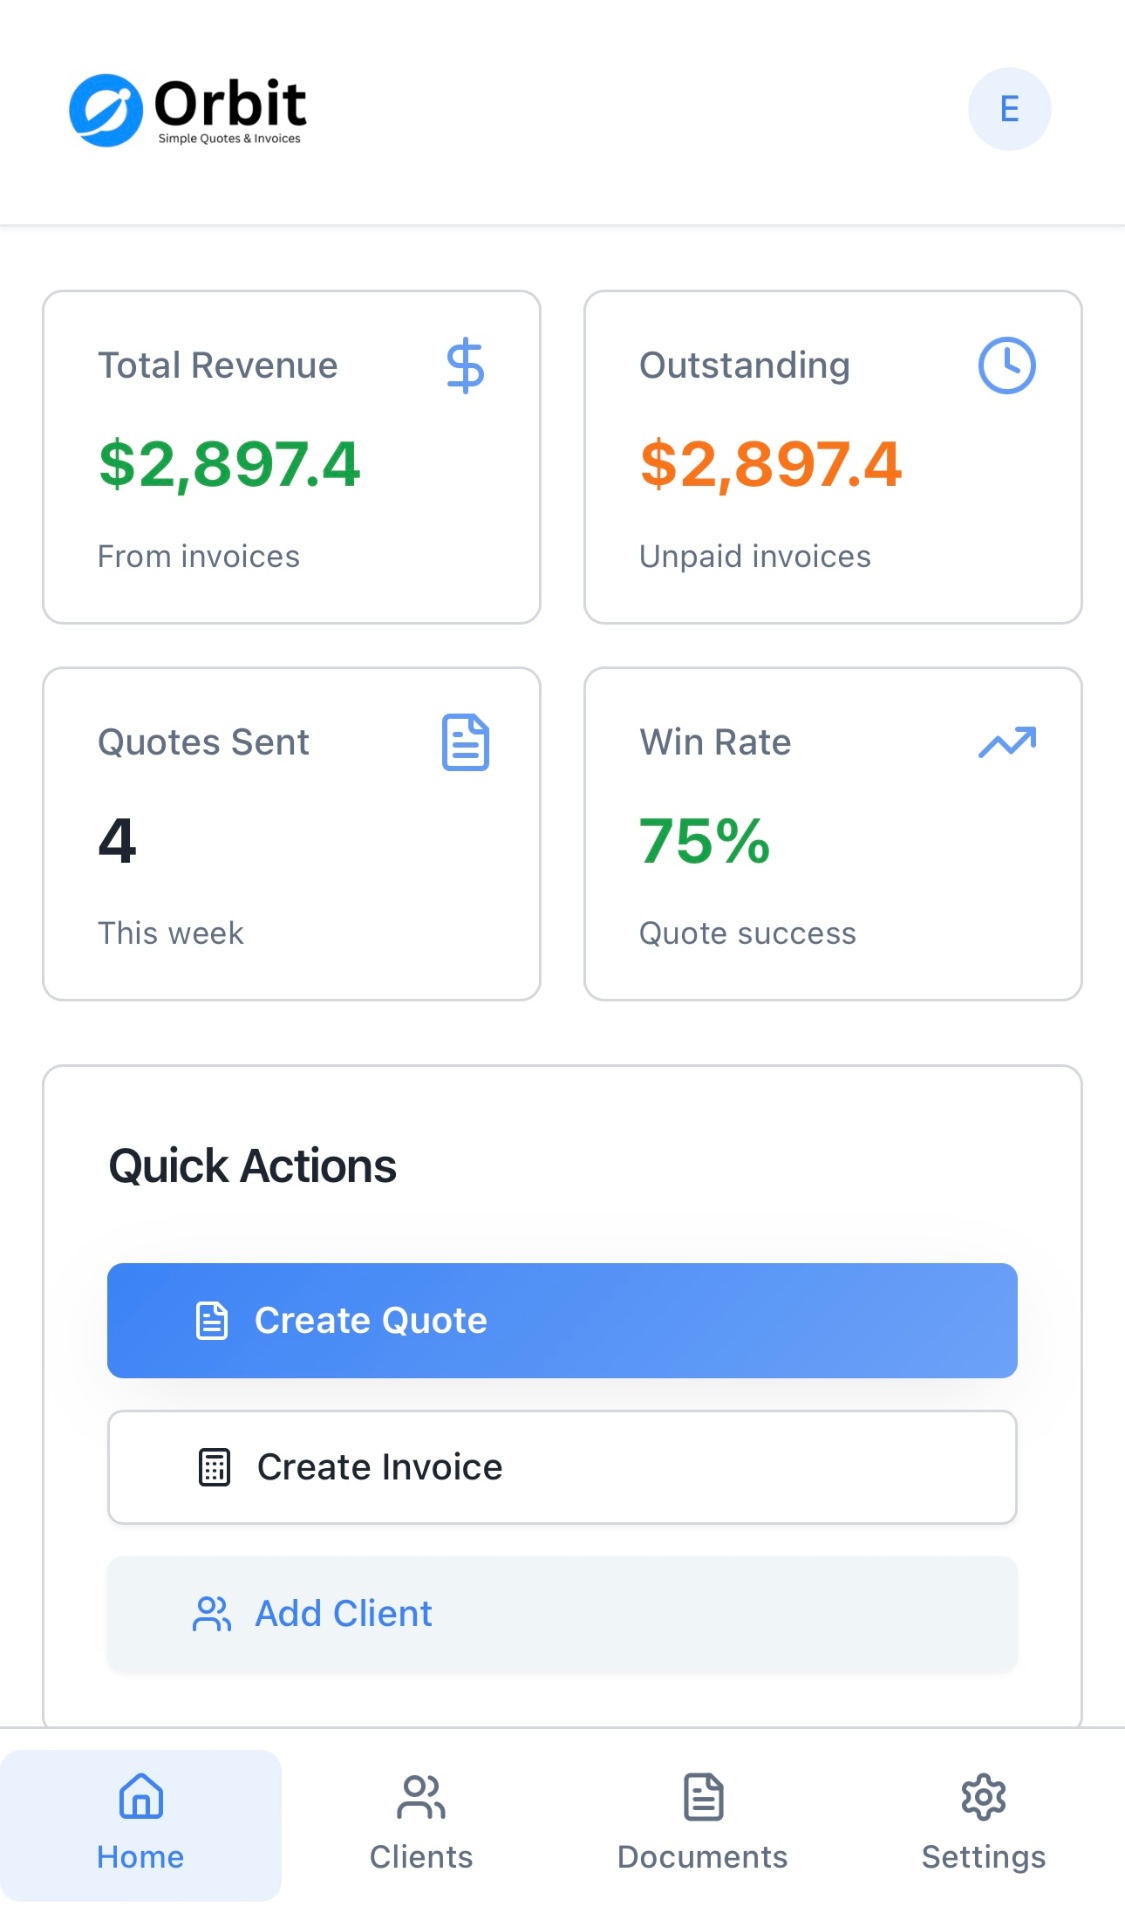 Orbit
Simple Quotes & Invoices
E
Total Revenue
$2,897.4
From invoices
Outstanding
$2,897.4
Unpaid invoices
Quotes Sent
4
This week
Win Rate
75%
Quote success
Quick Actions
Create Quote
Create Invoice
Add Client
Home
Clients
Documents
Settings